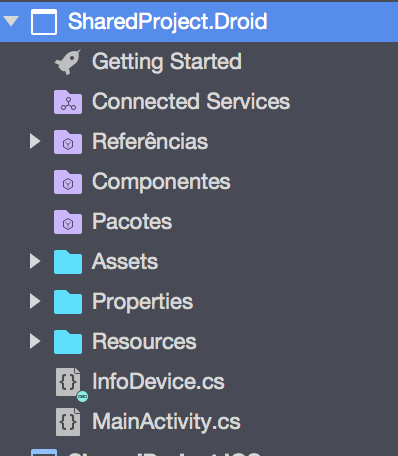 SharedProject.Droid
Getting Started
Connected Services
Referências
Componentes
Pacotes
Assets
Properties
Resources
InfoDevice.cs
MainActivity.cs